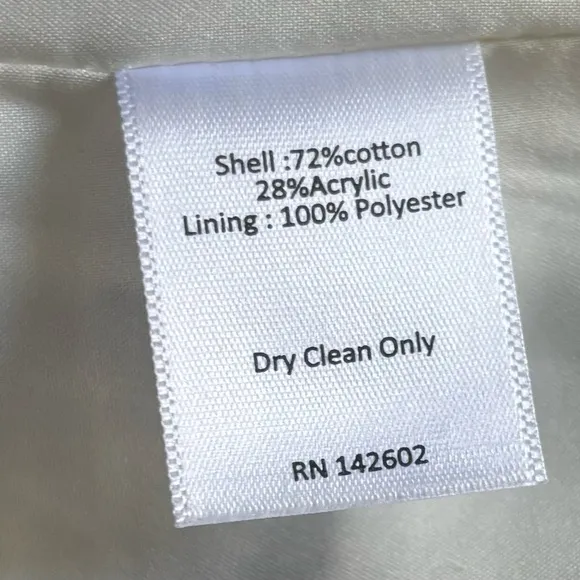 Shell :72%cotton
28%Acrylic
Lining : 100% Polyester
Dry Clean Only
RN 142602